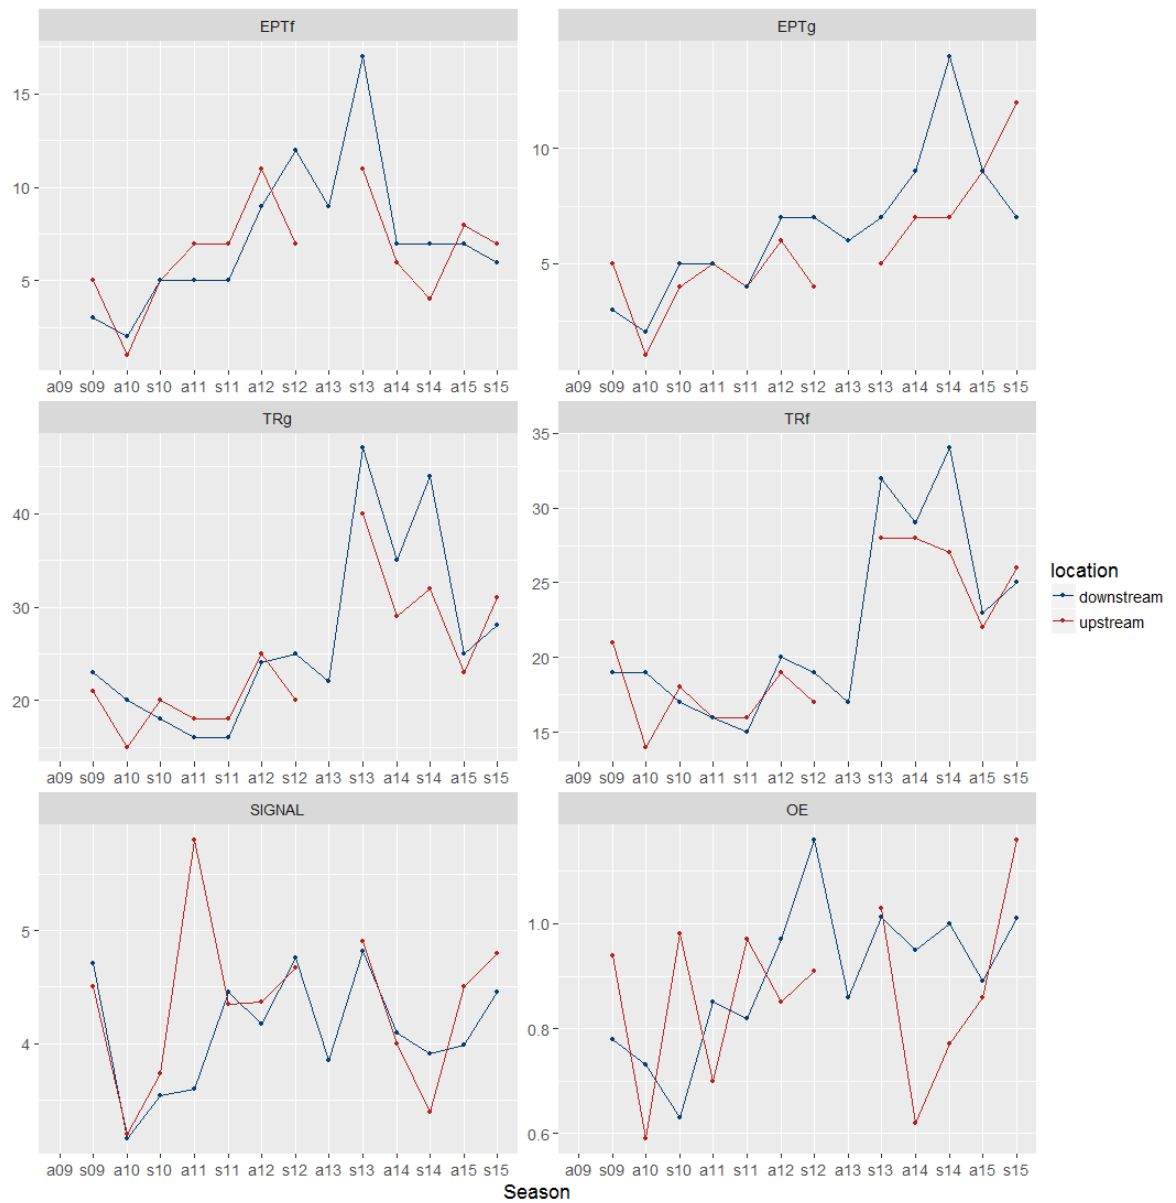 EPTf EPTg
15
10
5
10
5
a09 s09 a10 s10 a11 s11 a12 s12 a13 s13 a14 s14 a15 s15
a09 s09 a10 s10 a11 s11 a12 s12 a13 s13 a14 s14 a15 s15
TRg TRf
40
30
20
35
30
25
20
15
location
downstream
upstream
a09 s09 a10 s10 a11 s11 a12 s12 a13 s13 a14 s14 a15 s15
a09 s09 a10 s10 a11 s11 a12 s12 a13 s13 a14 s14 a15 s15
SIGNAL OE
5
4
1.0
0.8
0.6
a09 s09 a10 s10 a11 s11 a12 s12 a13 s13 a14 s14 a15 s15
a09 s09 a10 s10 a11 s11 a12 s12 a13 s13 a14 s14 a15 s15
Season